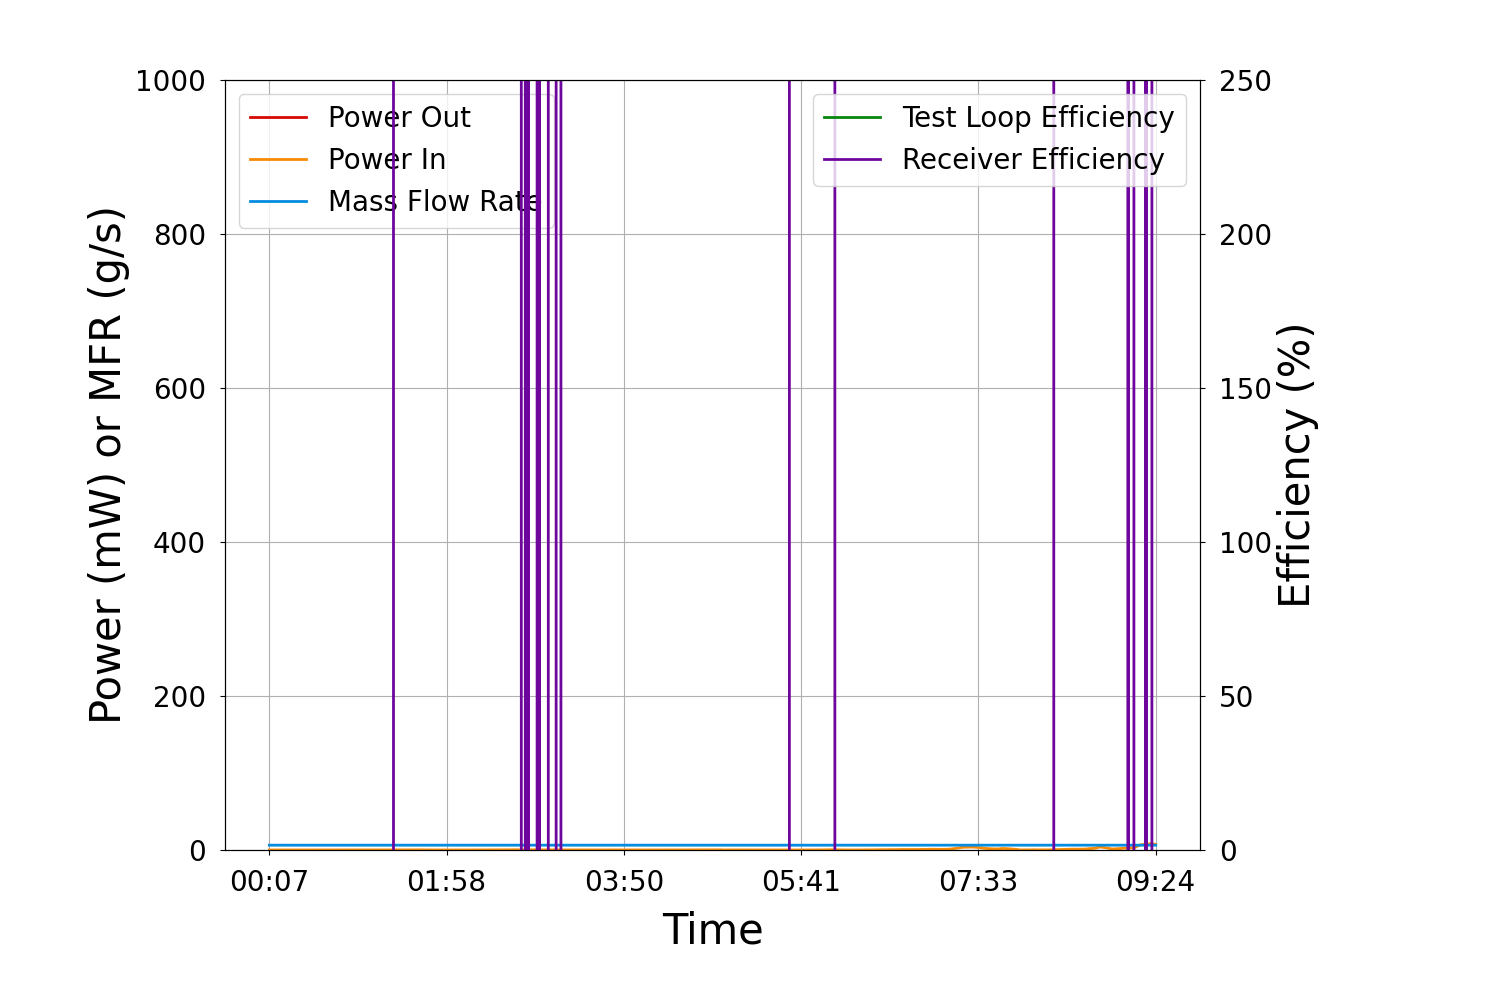 1000
800
600
400
200
0
Power (mW) or MFR (g/s)
Power Out
Power In
Mass Flow Rate
Test Loop Efficiency
Receiver Efficiency
250
200
150
100
50
0
Efficiency (%)
00:07 01:58 03:50 05:41 07:33 09:24
Time